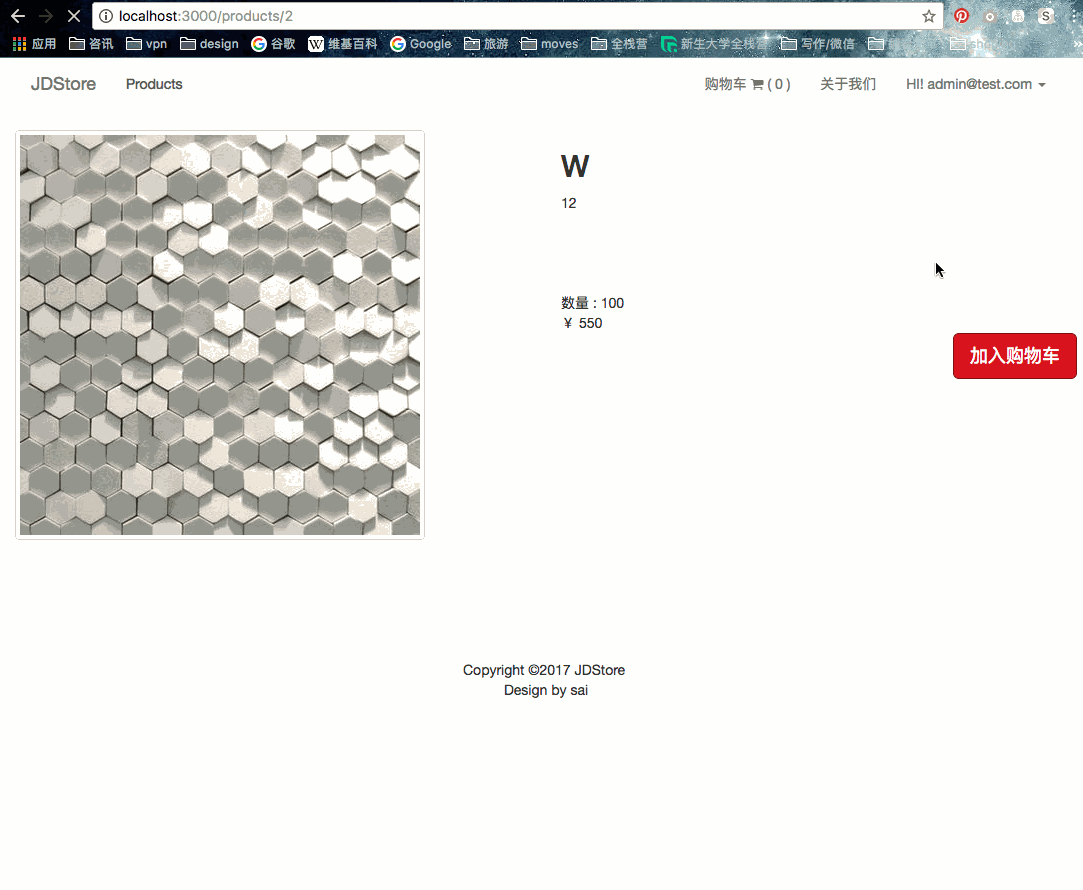 localhost:3000/products/2
S
应用 咨讯 vpn design 谷歌 W 维基百科 Google 旅游 moves 全栈营 新生大学全栈营 写作/微信
JDStore Products 购物车 ( 0 ) 关于我们 HI! admin@test.com
W
12
数量 : 100
￥ 550
加入购物车
Copyright ©2017 JDStore
Design by sai